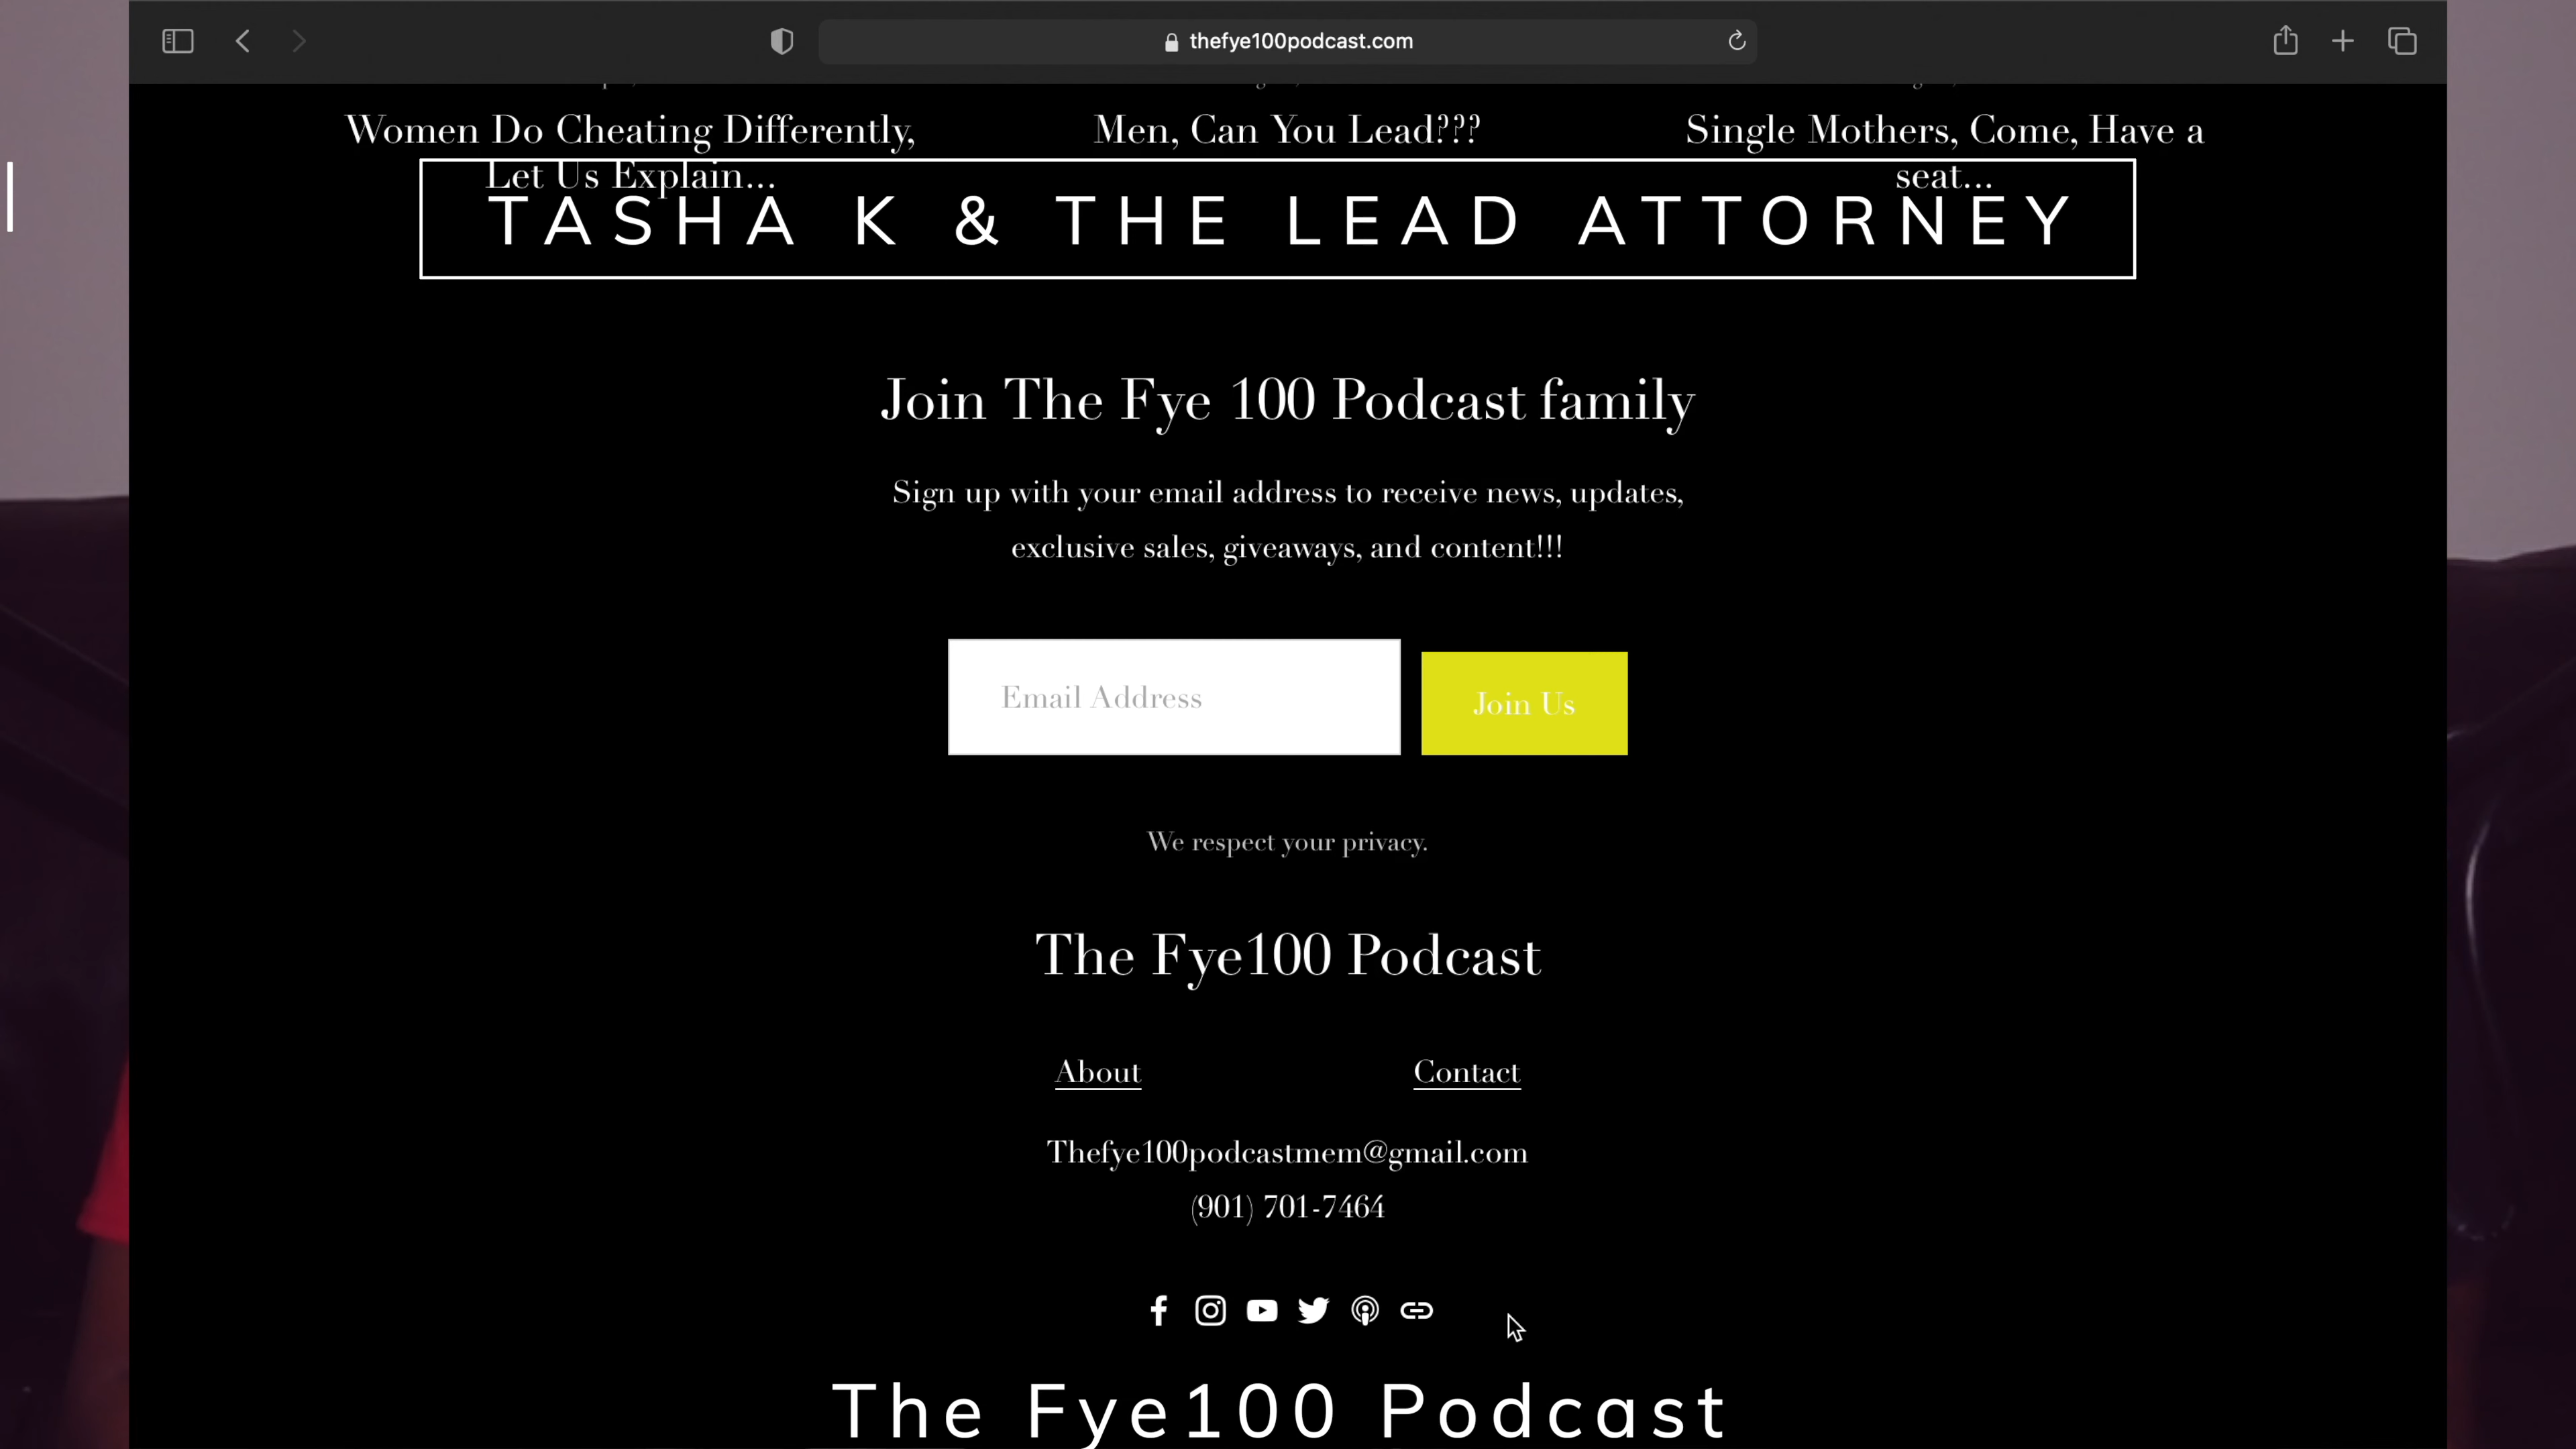 thefye100podcast.com
Women Do Cheating Differently,
Let Us Explain...
Men, Can You Lead???
Single Mothers, Come, Have a
seat...
TASHA K & THE LEAD ATTORNEY
Join The Fye 100 Podcast family
Sign up with your email address to receive news, updates,
exclusive sales, giveaways, and content!!!
Email Address
Join Us
We respect your privacy.
The Fye100 Podcast
About
Contact
Thefye100podcastmem@gmail.com
(901) 701-7464
The Fye100 Podcast